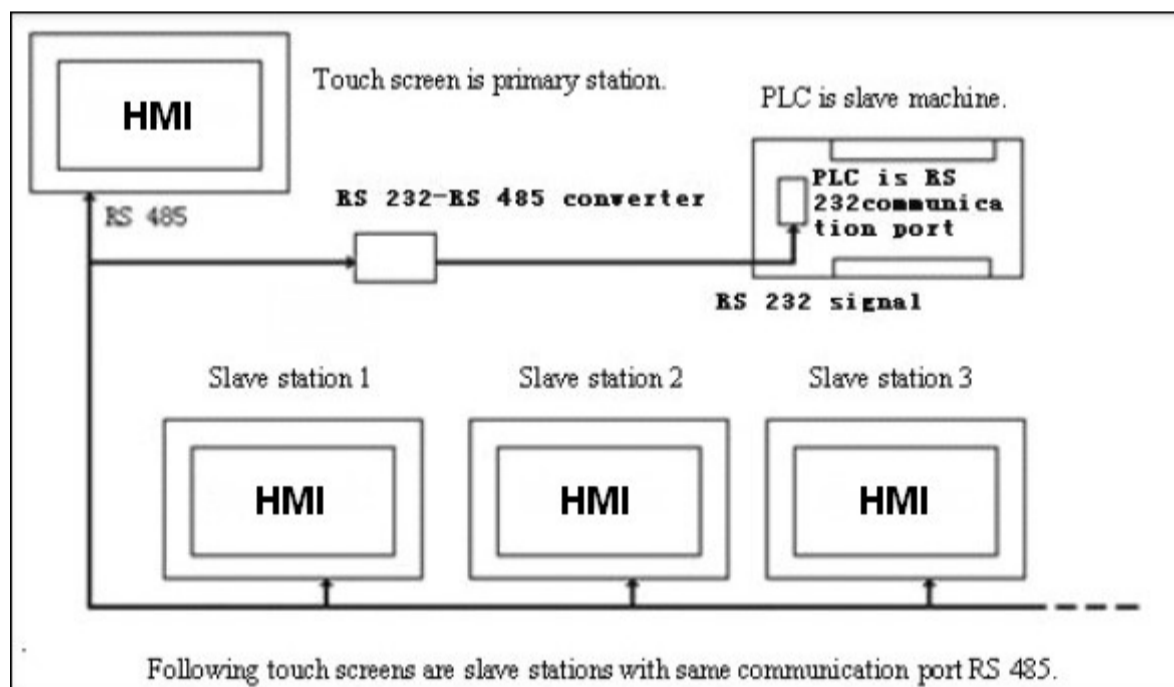 HMI
Touch screen is primary station.
PLC is slave machine.
RS 485
RS 232-RS 485 converter
PLC is RS
232communica
tion port
RS 232 signal
Slave station 1
Slave station 2
Slave station 3
HMI
HMI
HMI
Following touch screens are slave stations with same communication port RS 485.